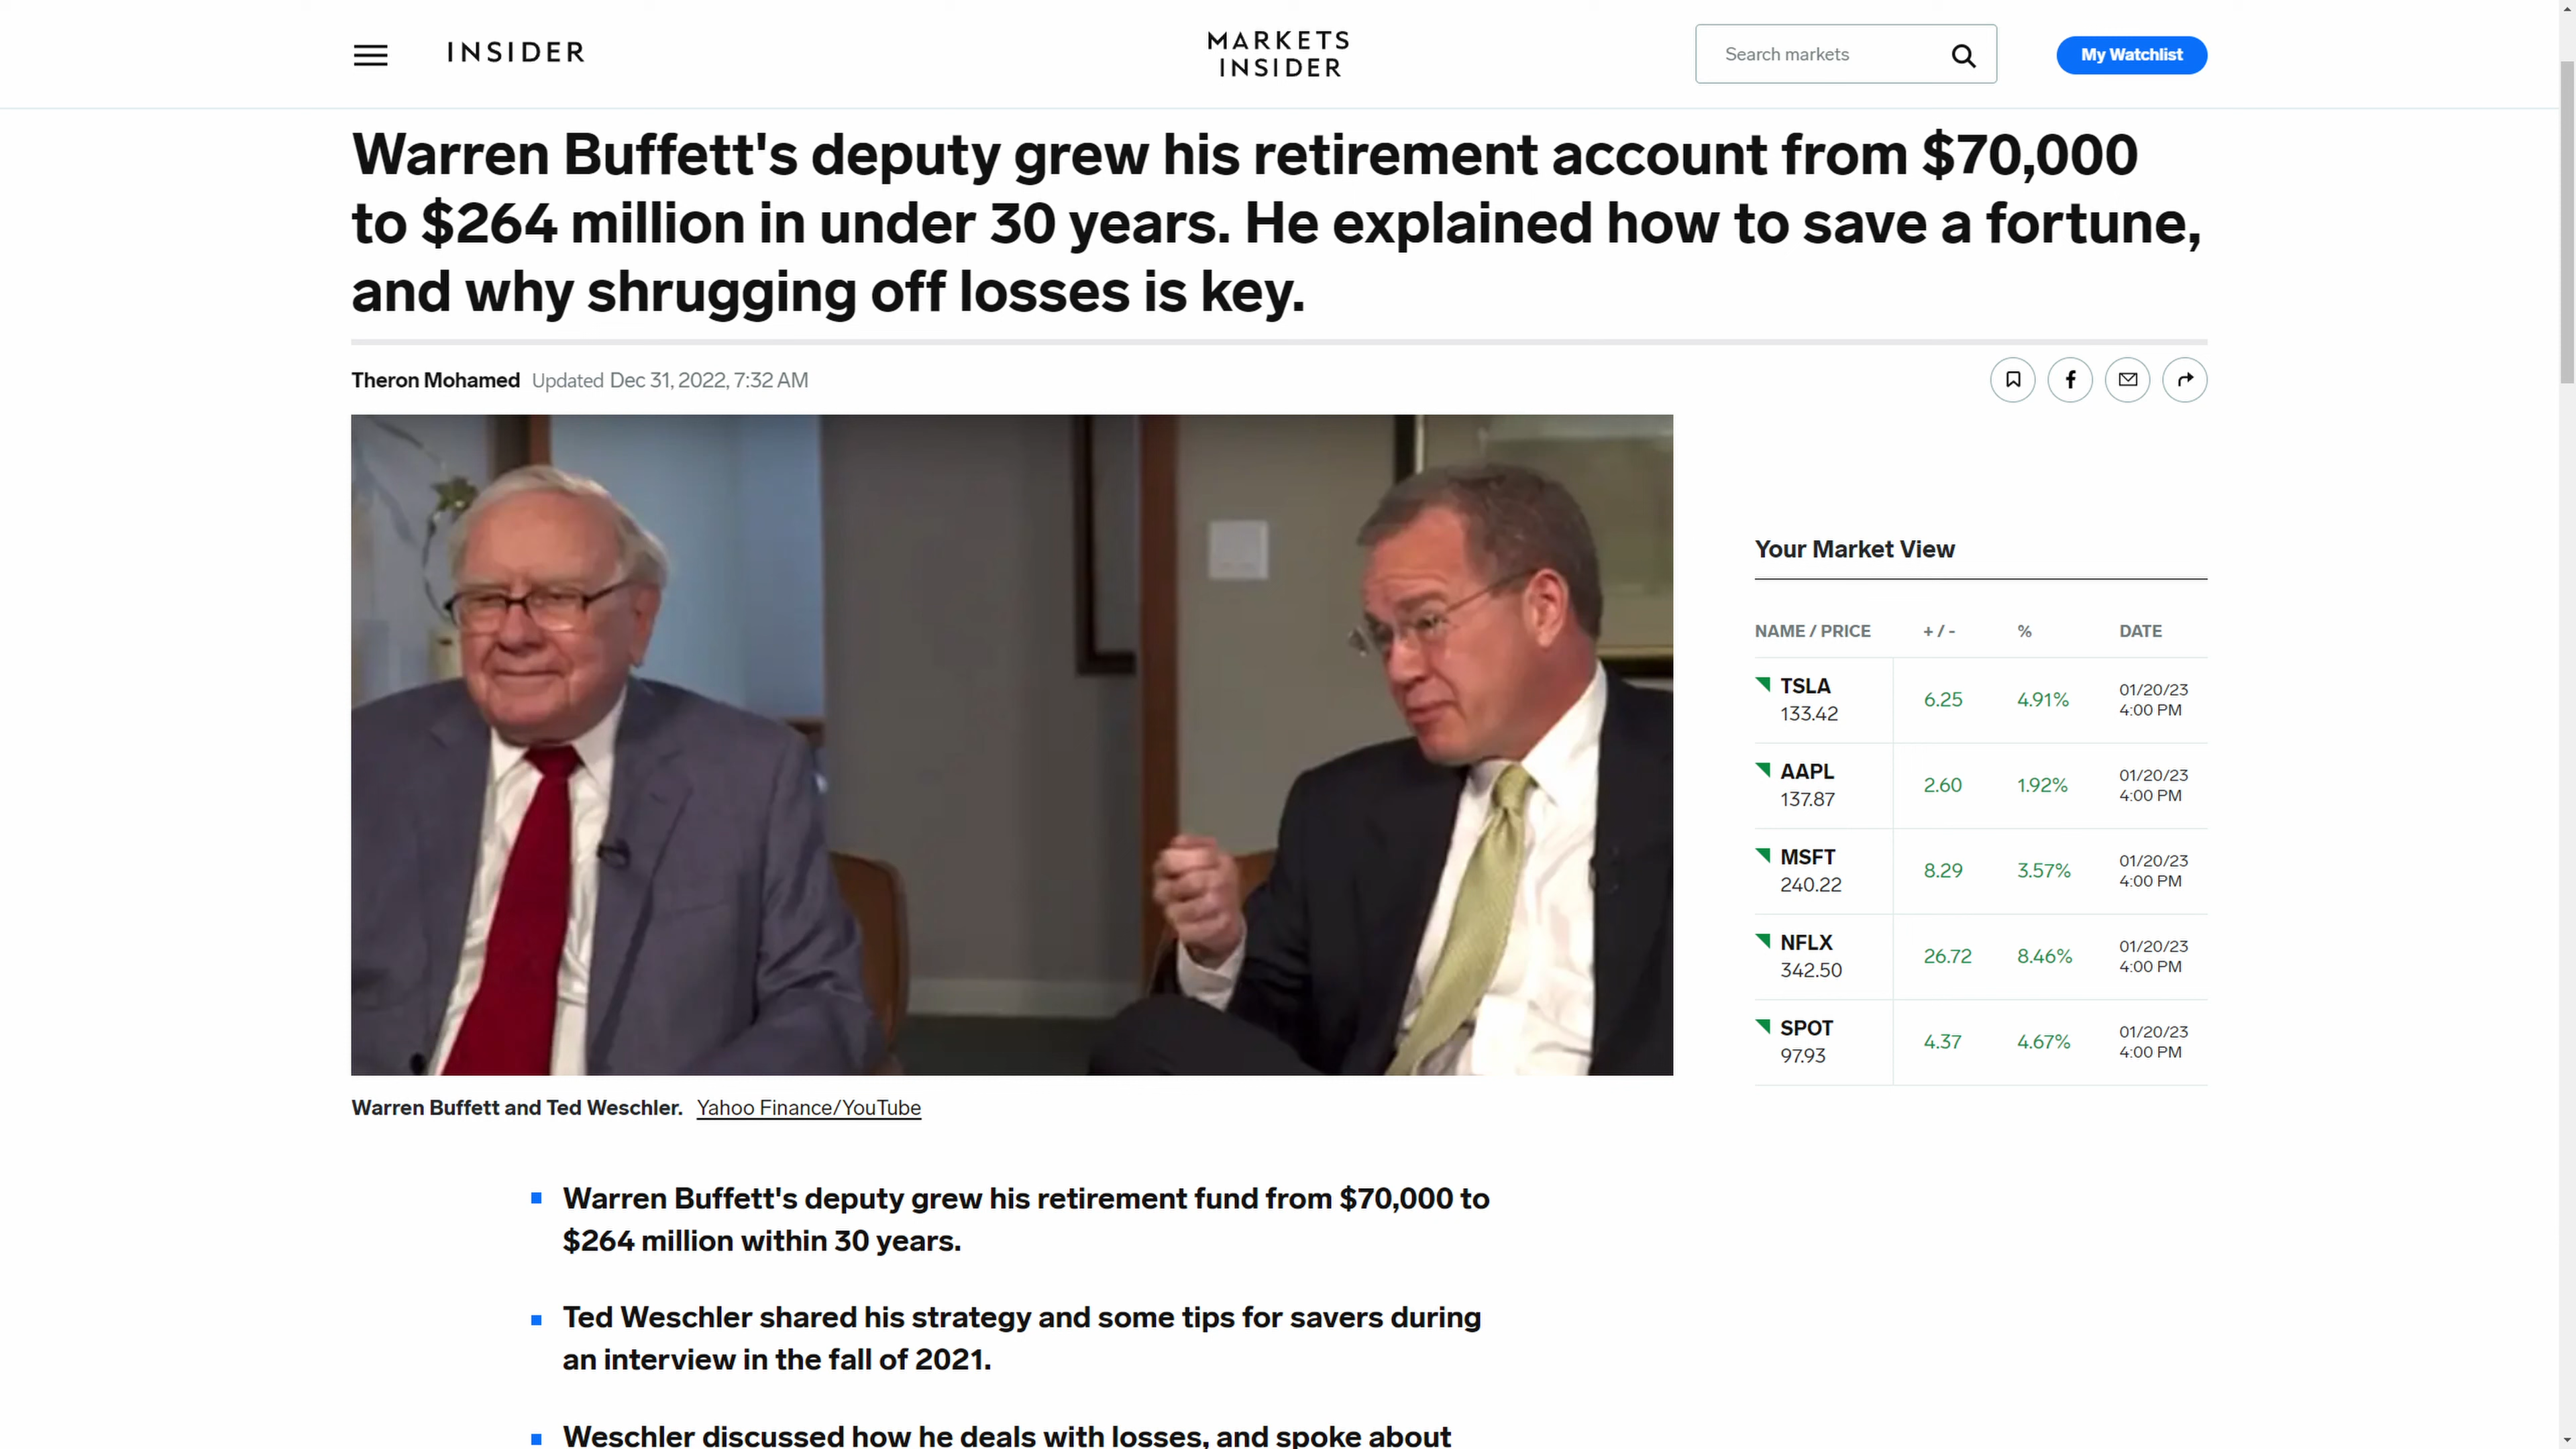 INSIDER
MARKETS
INSIDER
Search markets
My Watchlist
Warren Buffett's deputy grew his retirement account from $70,000
to $264 million in under 30 years. He explained how to save a fortune,
and why shrugging off losses is key.
Theron Mohamed Updated Dec 31, 2022, 7:32 AM
Warren Buffett and Ted Weschler. Yahoo Finance/YouTube
Warren Buffett's deputy grew his retirement fund from $70,000 to
$264 million within 30 years.
Ted Weschler shared his strategy and some tips for savers during
an interview in the fall of 2021.
Weschler discussed how he deals with losses, and spoke about
Your Market View
NAME / PRICE + / - % DATE
TSLA
133.42
6.25
4.91%
01/20/23
4:00 PM
AAPL
137.87
2.60
1.92%
01/20/23
4:00 PM
MSFT
240.22
8.29
3.57%
01/20/23
4:00 PM
NFLX
342.50
26.72
8.46%
01/20/23
4:00 PM
SPOT
97.93
4.37
4.67%
01/20/23
4:00 PM